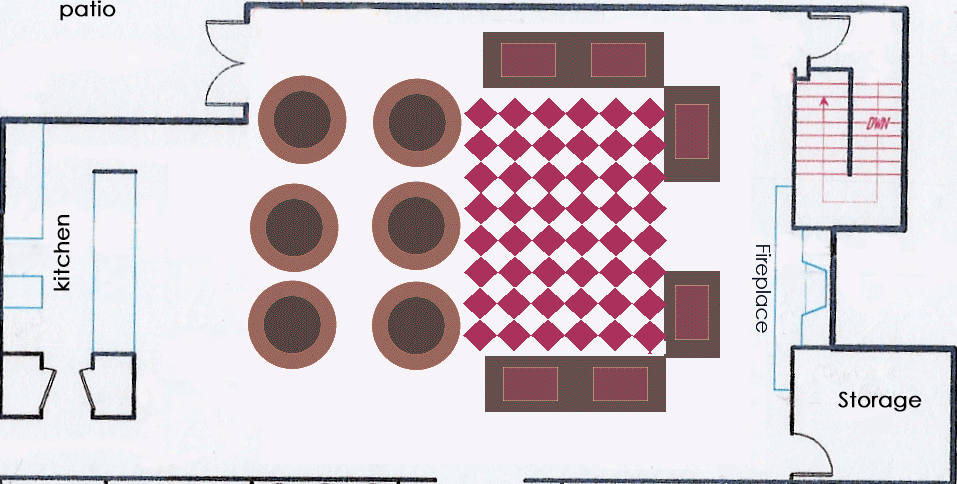 patio
DWN
kitchen
Fireplace
Storage